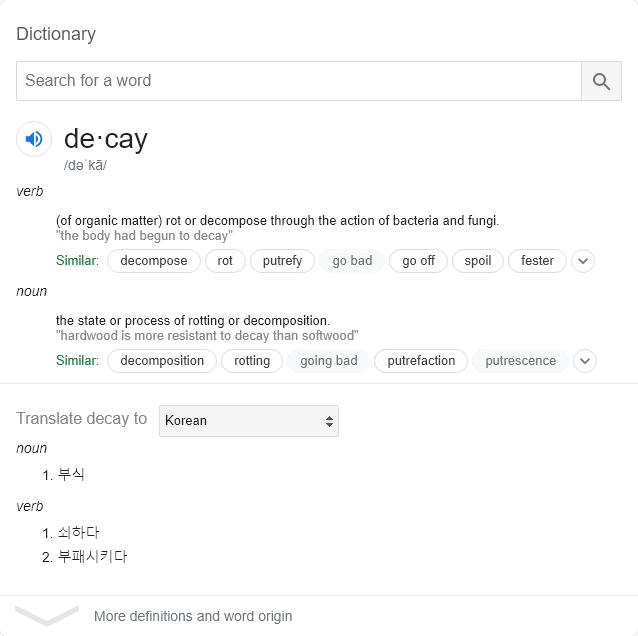 Dictionary
Search for a word
de·cay
/dəˈkā/
verb
(of organic matter) rot or decompose through the action of bacteria and fungi.
"the body had begun to decay"
Similar: decompose rot putrefy go bad go off spoil fester
noun
the state or process of rotting or decomposition.
"hardwood is more resistant to decay than softwood"
Similar: decomposition rotting going bad putrefaction putrescence
Translate decay to Korean
noun
1. 부식
verb
1. 쇠하다
2. 부패시키다
More definitions and word origin